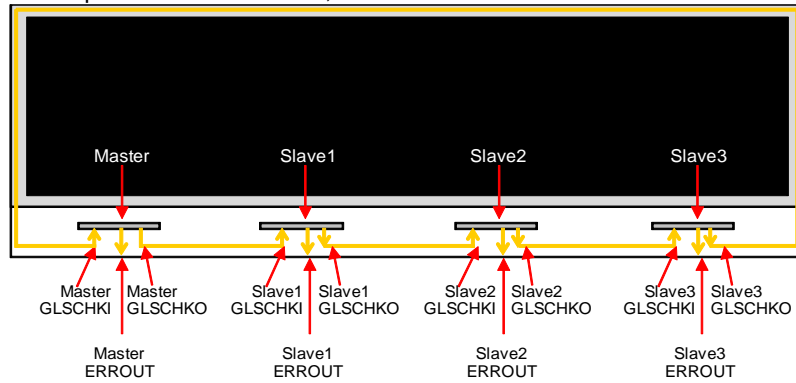 Master Slave1 Slave2 Slave3
Master Master Slave1 Slave1 Slave2 Slave2 Slave3 Slave3
GLSCHKI GLSCHKO GLSCHKI GLSCHKO GLSCHKI GLSCHKO GLSCHKI GLSCHKO
Master Slave1 Slave2 Slave3
ERROUT ERROUT ERROUT ERROUT